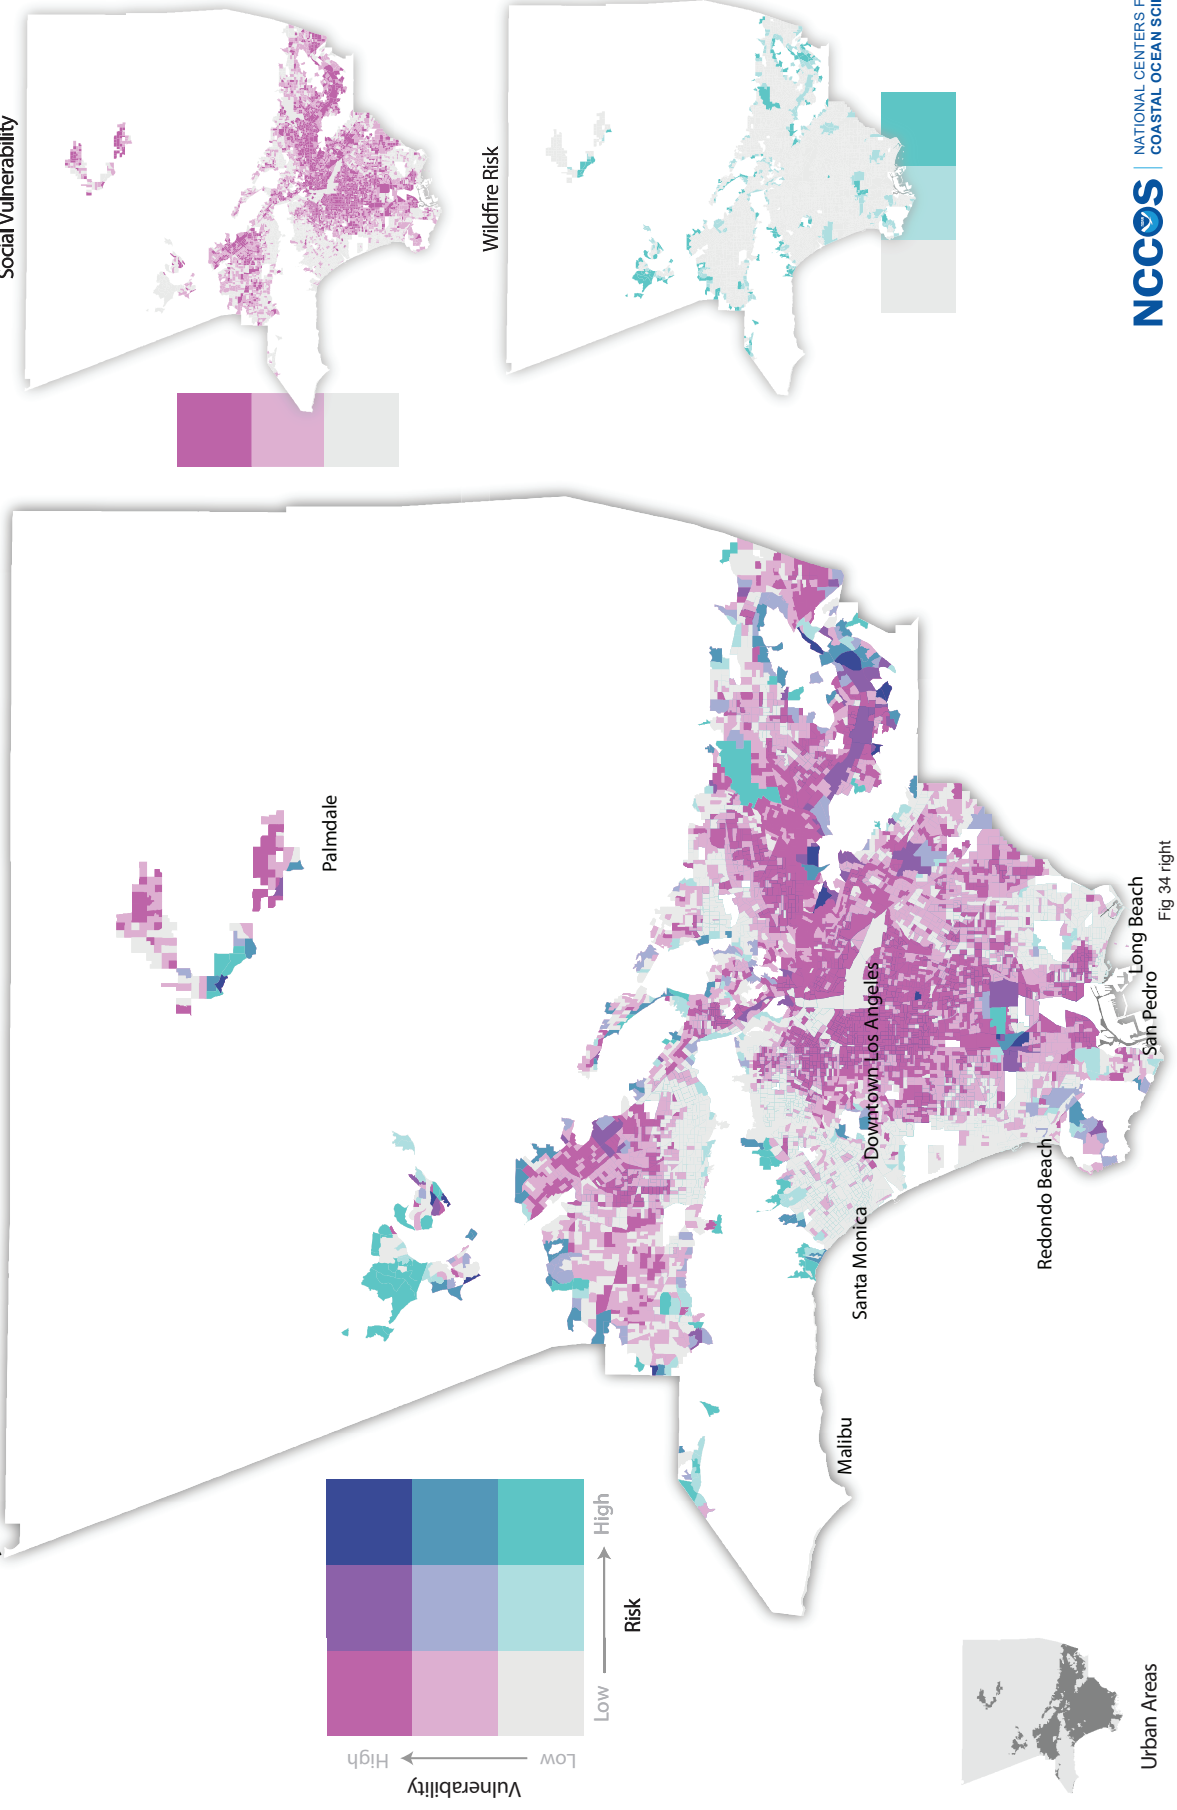 Social Vulnerability
Wildfire Risk
NCCOS
NATIONAL CENTERS F
COASTAL OCEAN SCI
Palmdale
Downtown Los Angeles
Santa Monica
Malibu
Redondo Beach
San Pedro
Long Beach
Fig 34 right
Vulnerability
High
Low
Low
High
Risk
Urban Areas